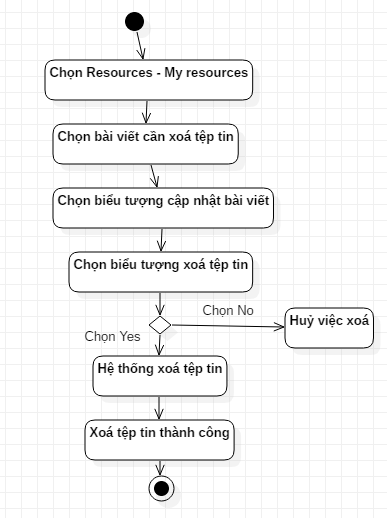 Chọn Resources - My resources
Chọn bài viết cần xoá tệp tin
Chọn biểu tượng cập nhật bài viết
Chọn biểu tượng xoá tệp tin
Chọn No
Huỷ việc xoá
Chọn Yes
Hệ thống xoá tệp tin
Xoá tệp tin thành công